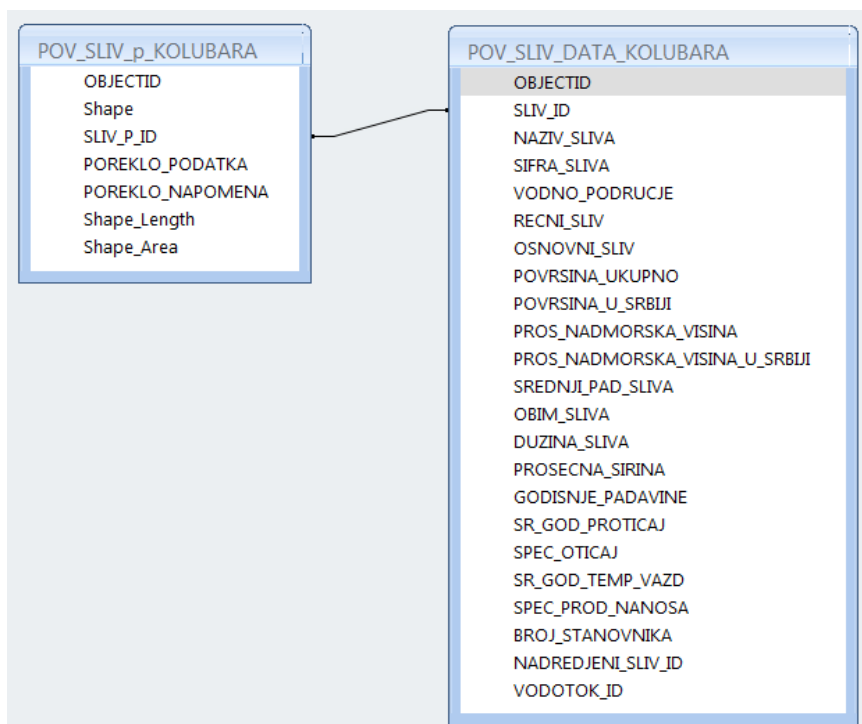 POV_SLIV_p_KOLUBARA
OBJECTID
Shape
SLIV_P_ID
POREKLO_PODATKA
POREKLO_NAPOMENA
Shape_Length
Shape_Area
POV_SLIV_DATA_KOLUBARA
OBJECTID
SLIV_ID
NAZIV_SLIVA
SIFRA_SLIVA
VODNO_PODRUCJE
RECNI_SLIV
OSNOVNI_SLIV
POVRSINA_UKUPNO
POVRSINA_U_SRBIJI
PROS_NADMORSKA_VISINA
PROS_NADMORSKA_VISINA_U_SRBIJI
SREDNJI_PAD_SLIVA
OBIM_SLIVA
DUZINA_SLIVA
PROSECNA_SIRINA
GODISNJE_PADAVINE
SR_GOD_PROTICAJ
SPEC_OTICAJ
SR_GOD_TEMP_VAZD
SPEC_PROD_NANOSA
BROJ_STANOVNIKA
NADREDJENI_SLIV_ID
VODOTOK_ID